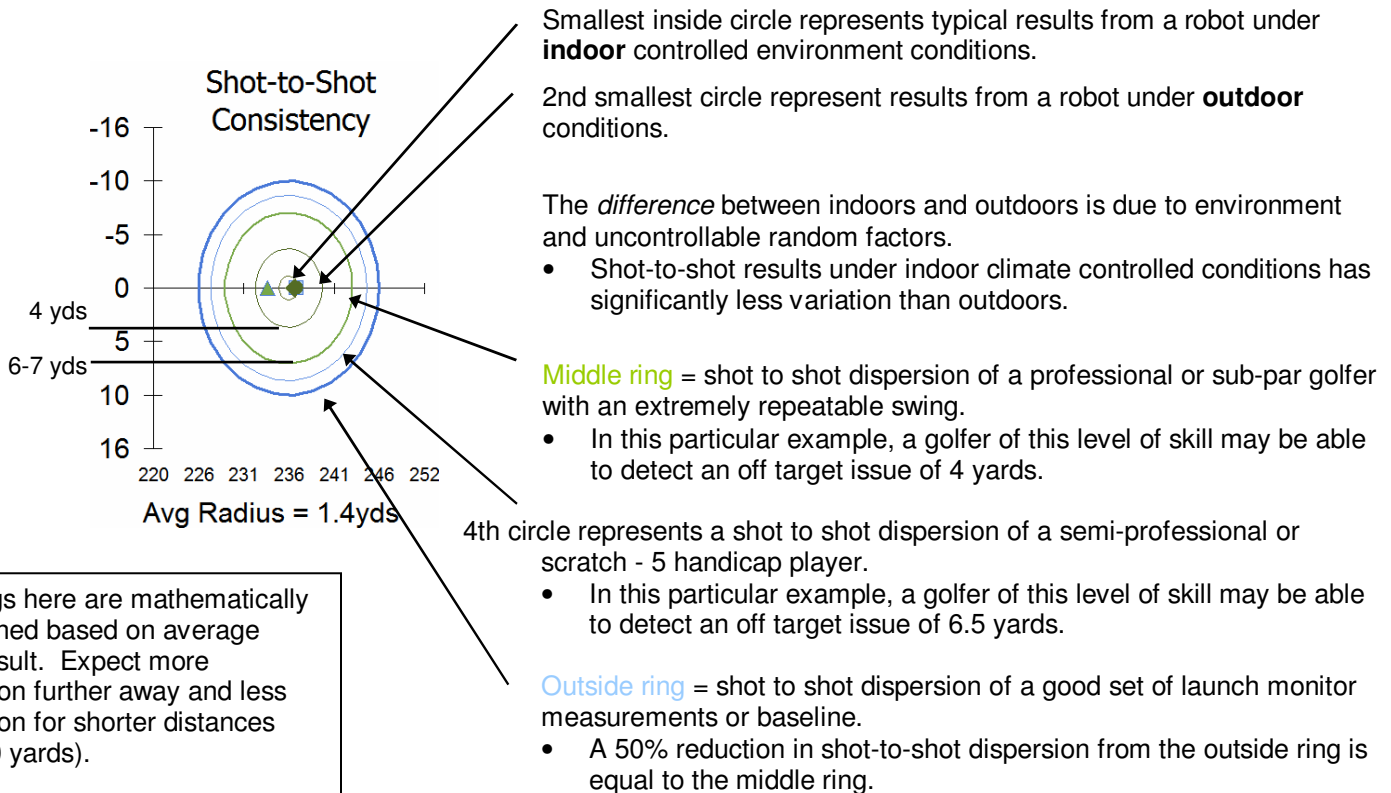 Smallest inside circle represents typical results from a robot under
indoor controlled environment conditions.
2nd smallest circle represent results from a robot under outdoor
conditions.
The difference between indoors and outdoors is due to environment
and uncontrollable random factors.
• Shot-to-shot results under indoor climate controlled conditions has
significantly less variation than outdoors.
Shot-to-Shot
Consistency
-16
-10
-5
0
4 yds
5
6-7 yds
10
16
220 226 231 236 241 246 252
Avg Radius = 1.4yds
Middle ring = shot to shot dispersion of a professional or sub-par golfer
with an extremely repeatable swing.
• In this particular example, a golfer of this level of skill may be able
to detect an off target issue of 4 yards.
4th circle represents a shot to shot dispersion of a semi-professional or
scratch - 5 handicap player.
• In this particular example, a golfer of this level of skill may be able
to detect an off target issue of 6.5 yards.
Outside ring = shot to shot dispersion of a good set of launch monitor
measurements or baseline.
• A 50% reduction in shot-to-shot dispersion from the outside ring is
equal to the middle ring.
gs here are mathematically
ned based on average
sult. Expect more
on further away and less
on for shorter distances
yards).